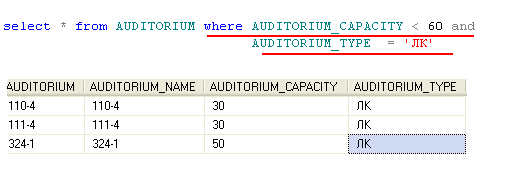 select * from AUDITORIUM where AUDITORIUM_CAPACITY < 60 and
AUDITORIUM_TYPE = 'ЛК'
AUDITORIUM AUDITORIUM_NAME AUDITORIUM_CAPACITY AUDITORIUM_TYPE
110-4 110-4 30 ЛК
111-4 111-4 30 ЛК
324-1 324-1 50 ЛК